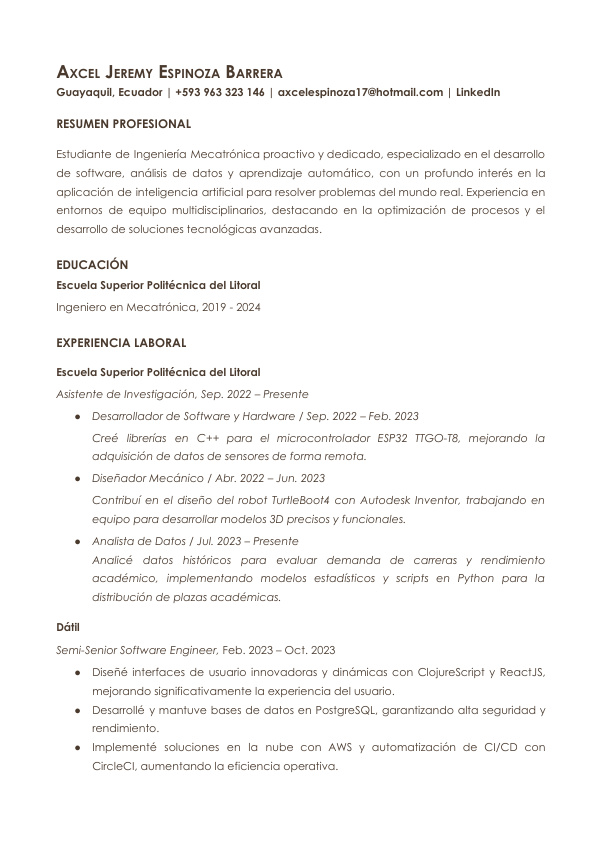 Axcel Jeremy Espinoza Barrera
Guayaquil, Ecuador | +593 963 323 146 | axcelespinoza17@hotmail.com | LinkedIn
RESUMEN PROFESIONAL
Estudiante de Ingeniería Mecatrónica proactivo y dedicado, especializado en el desarrollo
de software, análisis de datos y aprendizaje automático, con un profundo interés en la
aplicación de inteligencia artificial para resolver problemas del mundo real. Experiencia en
entornos de equipo multidisciplinarios, destacando en la optimización de procesos y el
desarrollo de soluciones tecnológicas avanzadas.
EDUCACIÓN
Escuela Superior Politécnica del Litoral
Ingeniero en Mecatrónica, 2019 - 2024
EXPERIENCIA LABORAL
Escuela Superior Politécnica del Litoral
Asistente de Investigación, Sep. 2022 – Presente
● Desarrollador de Software y Hardware / Sep. 2022 – Feb. 2023
Creé librerías en C++ para el microcontrolador ESP32 TTGO-T8, mejorando la
adquisición de datos de sensores de forma remota.
● Diseñador Mecánico / Abr. 2022 – Jun. 2023
Contribuí en el diseño del robot TurtleBoot4 con Autodesk Inventor, trabajando en
equipo para desarrollar modelos 3D precisos y funcionales.
● Analista de Datos / Jul. 2023 – Presente
Analicé datos históricos para evaluar demanda de carreras y rendimiento
académico, implementando modelos estadísticos y scripts en Python para la
distribución de plazas académicas.
Dátil
Semi-Senior Software Engineer, Feb. 2023 – Oct. 2023
● Diseñé interfaces de usuario innovadoras y dinámicas con ClojureScript y ReactJS,
mejorando significativamente la experiencia del usuario.
● Desarrollé y mantuve bases de datos en PostgreSQL, garantizando alta seguridad y
rendimiento.
● Implementé soluciones en la nube con AWS y automatización de CI/CD con
CircleCI, aumentando la eficiencia operativa.